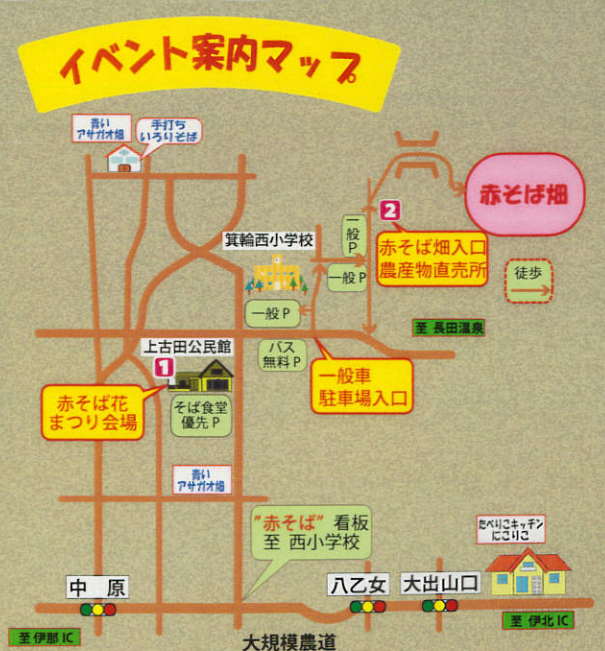 イベント案内マップ
青い
アサガオ畑
手打ち
いろりそば
赤そば畑
2
一般P
箕輪西小学校
赤そば畑入口
農産物直売所
一般P
徒歩
一般P
至 長田温泉
上古田公民館
バス
無料P
1
一般車
駐車場入口
赤そば花
まつり会場
そば食堂
優先P
青い
アサガオ畑
"赤そば" 看板
至 西小学校
たべりこキッチン
にこりこ
中 原
八乙女
大出山口
至 伊那IC
大規模農道
至 伊北IC